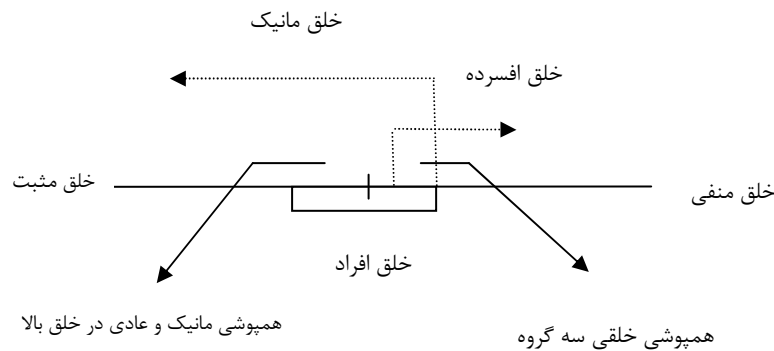 خلق مانیک
خلق افسرده
خلق مثبت
خلق منفی
خلق افراد
همپوشی مانیک و عادی در خلق بالا
همپوشی خلقی سه گروه